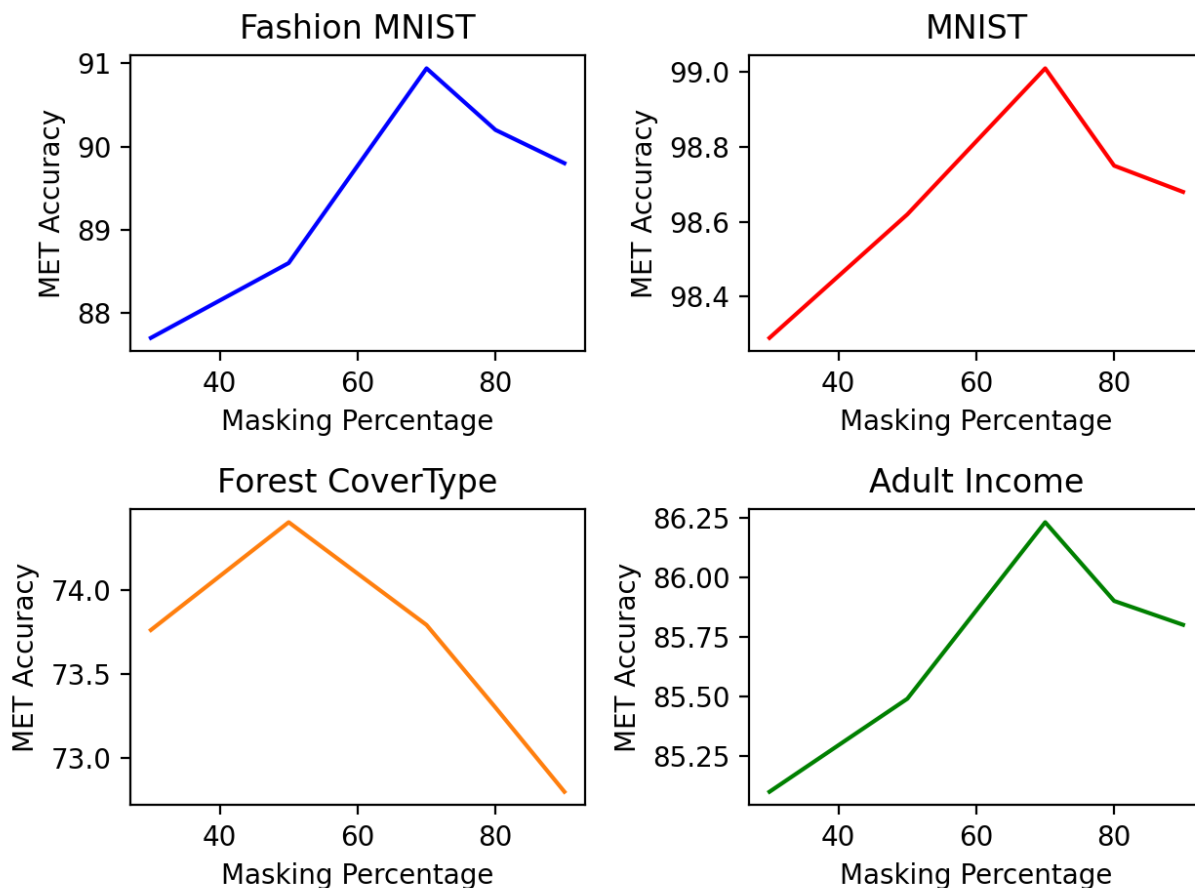 Fashion MNIST
91
90
89
88
MET Accuracy
40 60 80
Masking Percentage
MNIST
99.0
98.8
98.6
98.4
MET Accuracy
40 60 80
Masking Percentage
Forest CoverType
74.0
73.5
73.0
MET Accuracy
40 60 80
Masking Percentage
Adult Income
86.25
86.00
85.75
85.50
85.25
MET Accuracy
40 60 80
Masking Percentage